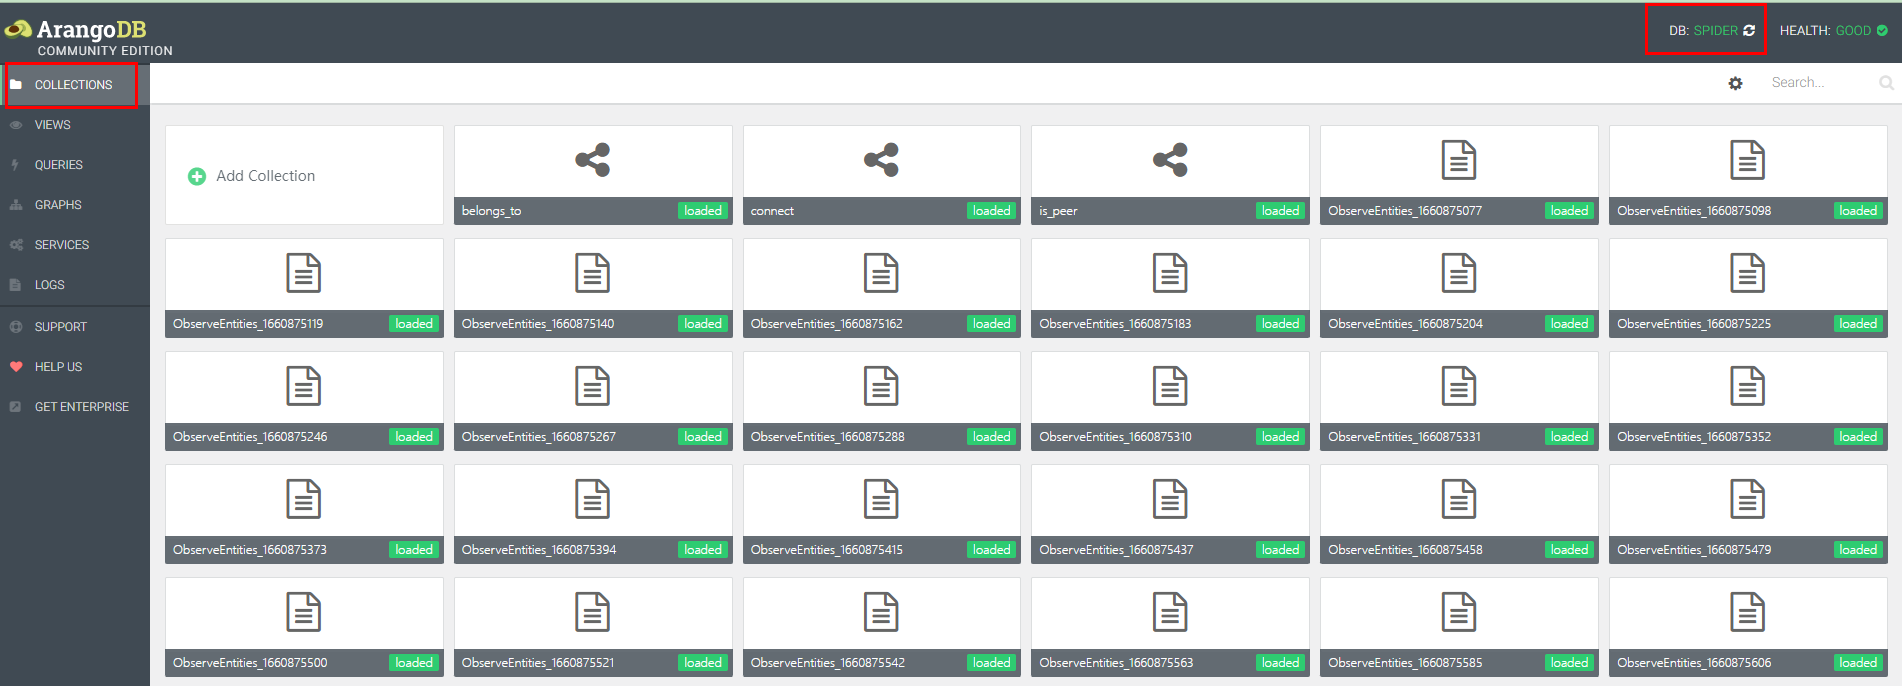 ArangoDB
COMMUNITY EDITION
DB: SPIDER
HEALTH: GOOD
COLLECTIONS
VIEWS
QUERIES
GRAPHS
SERVICES
LOGS
SUPPORT
HELP US
GET ENTERPRISE
Search...
Add Collection
belongs_to loaded
connect loaded
is_peer loaded
ObserveEntities_1660875077 loaded
ObserveEntities_1660875098 loaded
ObserveEntities_1660875119 loaded
ObserveEntities_1660875140 loaded
ObserveEntities_1660875162 loaded
ObserveEntities_1660875183 loaded
ObserveEntities_1660875204 loaded
ObserveEntities_1660875225 loaded
ObserveEntities_1660875246 loaded
ObserveEntities_1660875267 loaded
ObserveEntities_1660875288 loaded
ObserveEntities_1660875310 loaded
ObserveEntities_1660875331 loaded
ObserveEntities_1660875352 loaded
ObserveEntities_1660875373 loaded
ObserveEntities_1660875394 loaded
ObserveEntities_1660875415 loaded
ObserveEntities_1660875437 loaded
ObserveEntities_1660875458 loaded
ObserveEntities_1660875479 loaded
ObserveEntities_1660875500 loaded
ObserveEntities_1660875521 loaded
ObserveEntities_1660875542 loaded
ObserveEntities_1660875563 loaded
ObserveEntities_1660875585 loaded
ObserveEntities_1660875606 loaded